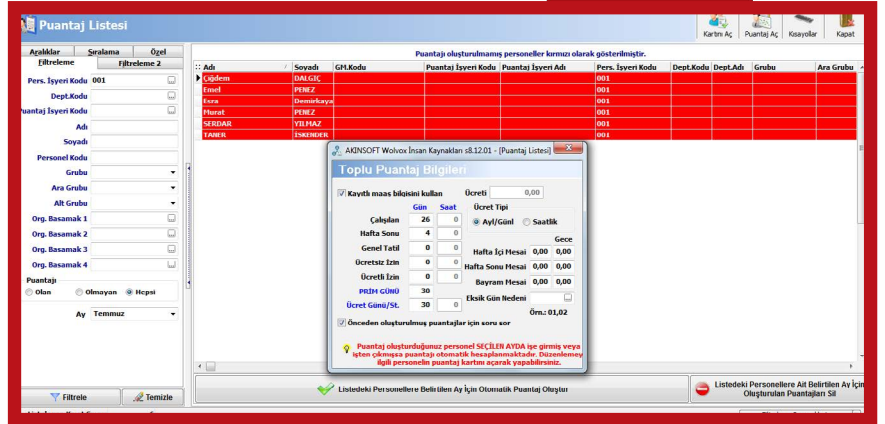 Puantaj Listesi
Kartını Aç Puantaj Aç Kısayollar Kapat
Aralıklar Sıralama Özel
Filtreleme Filtreleme 2
Pers. İşyeri Kodu 001
Dept.Kodu
Puantaj İşyeri Kodu
Adı
Soyadı
Personel Kodu
Grubu
Ara Grubu
Alt Grubu
Org. Basamak 1
Org. Basamak 2
Org. Basamak 3
Org. Basamak 4
Puantajı
Olan Olmayan Hepsi
Ay Temmuz
Filtrele Temizle
Puantajı oluşturulmamış personeller kırmızı olarak gösterilmiştir.
Adı Soyadı GM.Kodu Puantaj İşyeri Kodu Puantaj İşyeri Adı Pers. İşyeri Kodu Dept.Kodu Dept.Adı Grubu Ara Grubu
Çiğdem DALGIÇ 001
Emel PENEZ 001
Esra Demirkaya 001
Murat PENEZ 001
SERDAR YILMAZ 001
TANER İSKENDER 001
AKINSOFT Wolvox İnsan Kaynakları s8.12.01 - [Puantaj Listesi]
Toplu Puantaj Bilgileri
Kayıtlı maaş bilgisini kullan Ücreti 0,00
Gün Saat Ücret Tipi
Çalışılan 26 0 Ayl/Günl Saatlik
Hafta Sonu 4 0 Gece
Genel Tatil 0 0 Hafta İçi Mesai 0,00 0,00
Ücretsiz İzin 0 0 Hafta Sonu Mesai 0,00 0,00
Ücretli İzin 0 0 Bayram Mesai 0,00 0,00
PRİM GÜNÜ 30 Eksik Gün Nedeni
Ücret Günü/St. 30 0 Örn.: 01,02
Önceden oluşturulmuş puantajlar için soru sor
Puantaj oluşturduğunuz personel SEÇİLEN AYDA işe girmiş veya
işten çıkmışsa puantajı otomatik hesaplanmaktadır. Düzenlemey
ilgili personelin puantaj kartını açarak yapabilirsiniz.
Listedeki Personellere Belirtilen Ay İçin Otomatik Puantaj Oluştur
Listedeki Personellere Ait Belirtilen Ay İçin
Oluşturulan Puantajları Sil